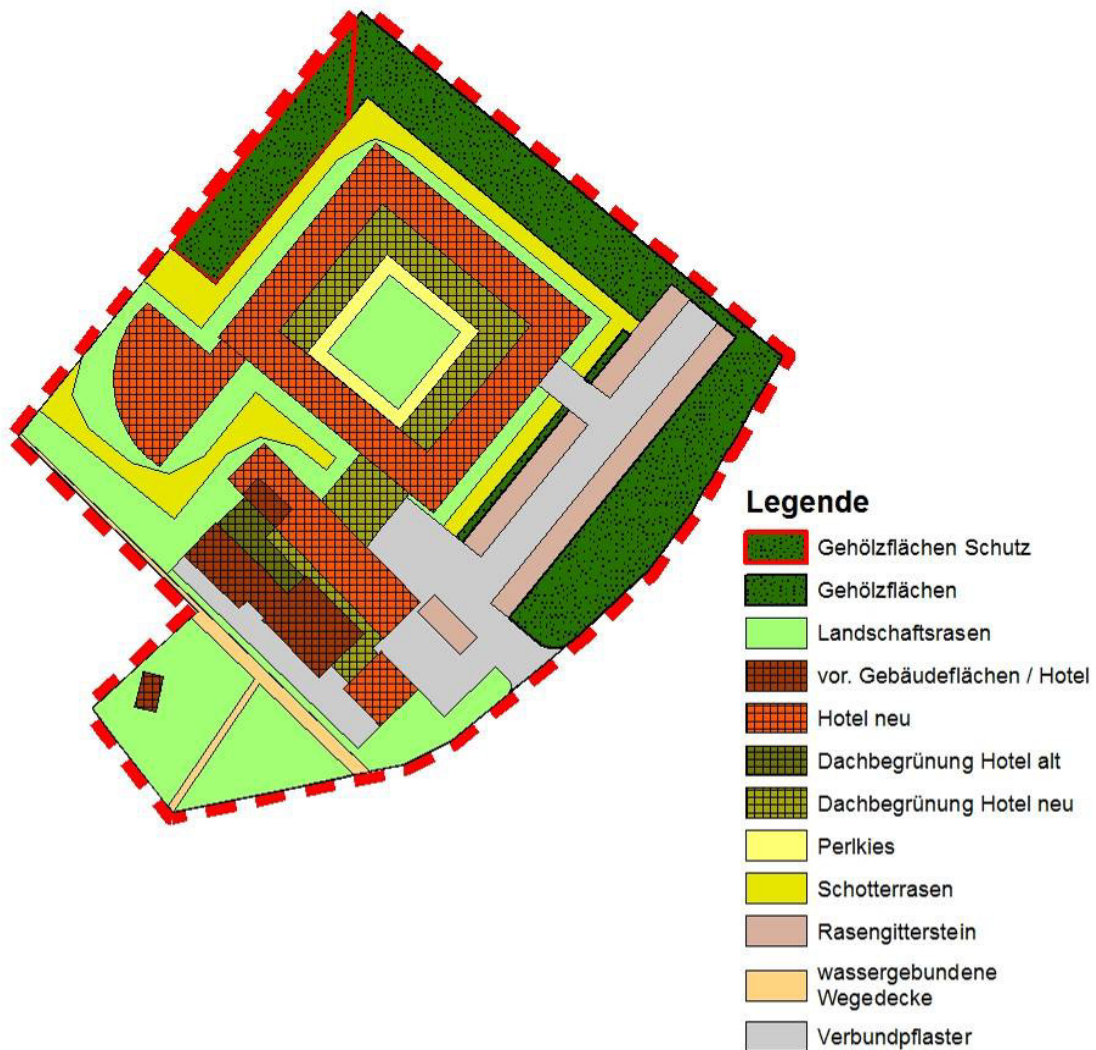 Legende
Gehölzflächen Schutz
Gehölzflächen
Landschaftsrasen
vor. Gebäudeflächen / Hotel
Hotel neu
Dachbegrünung Hotel alt
Dachbegrünung Hotel neu
Perlkies
Schotterrasen
Rasengitterstein
wassergebundene
Wegedecke
Verbundpflaster